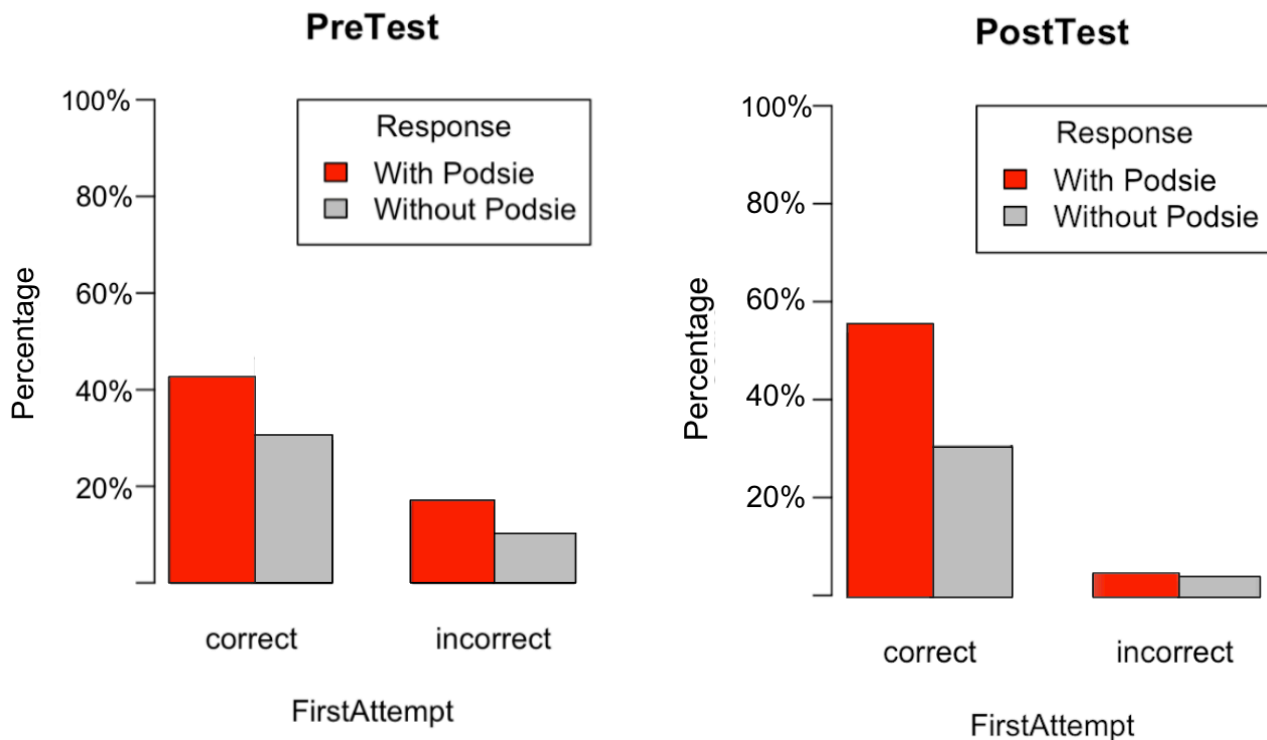 PreTest
100%
80%
60%
40%
20%
Percentage
Response
With Podsie
Without Podsie
correct
incorrect
FirstAttempt
PostTest
100%
80%
60%
40%
20%
Percentage
Response
With Podsie
Without Podsie
correct
incorrect
FirstAttempt